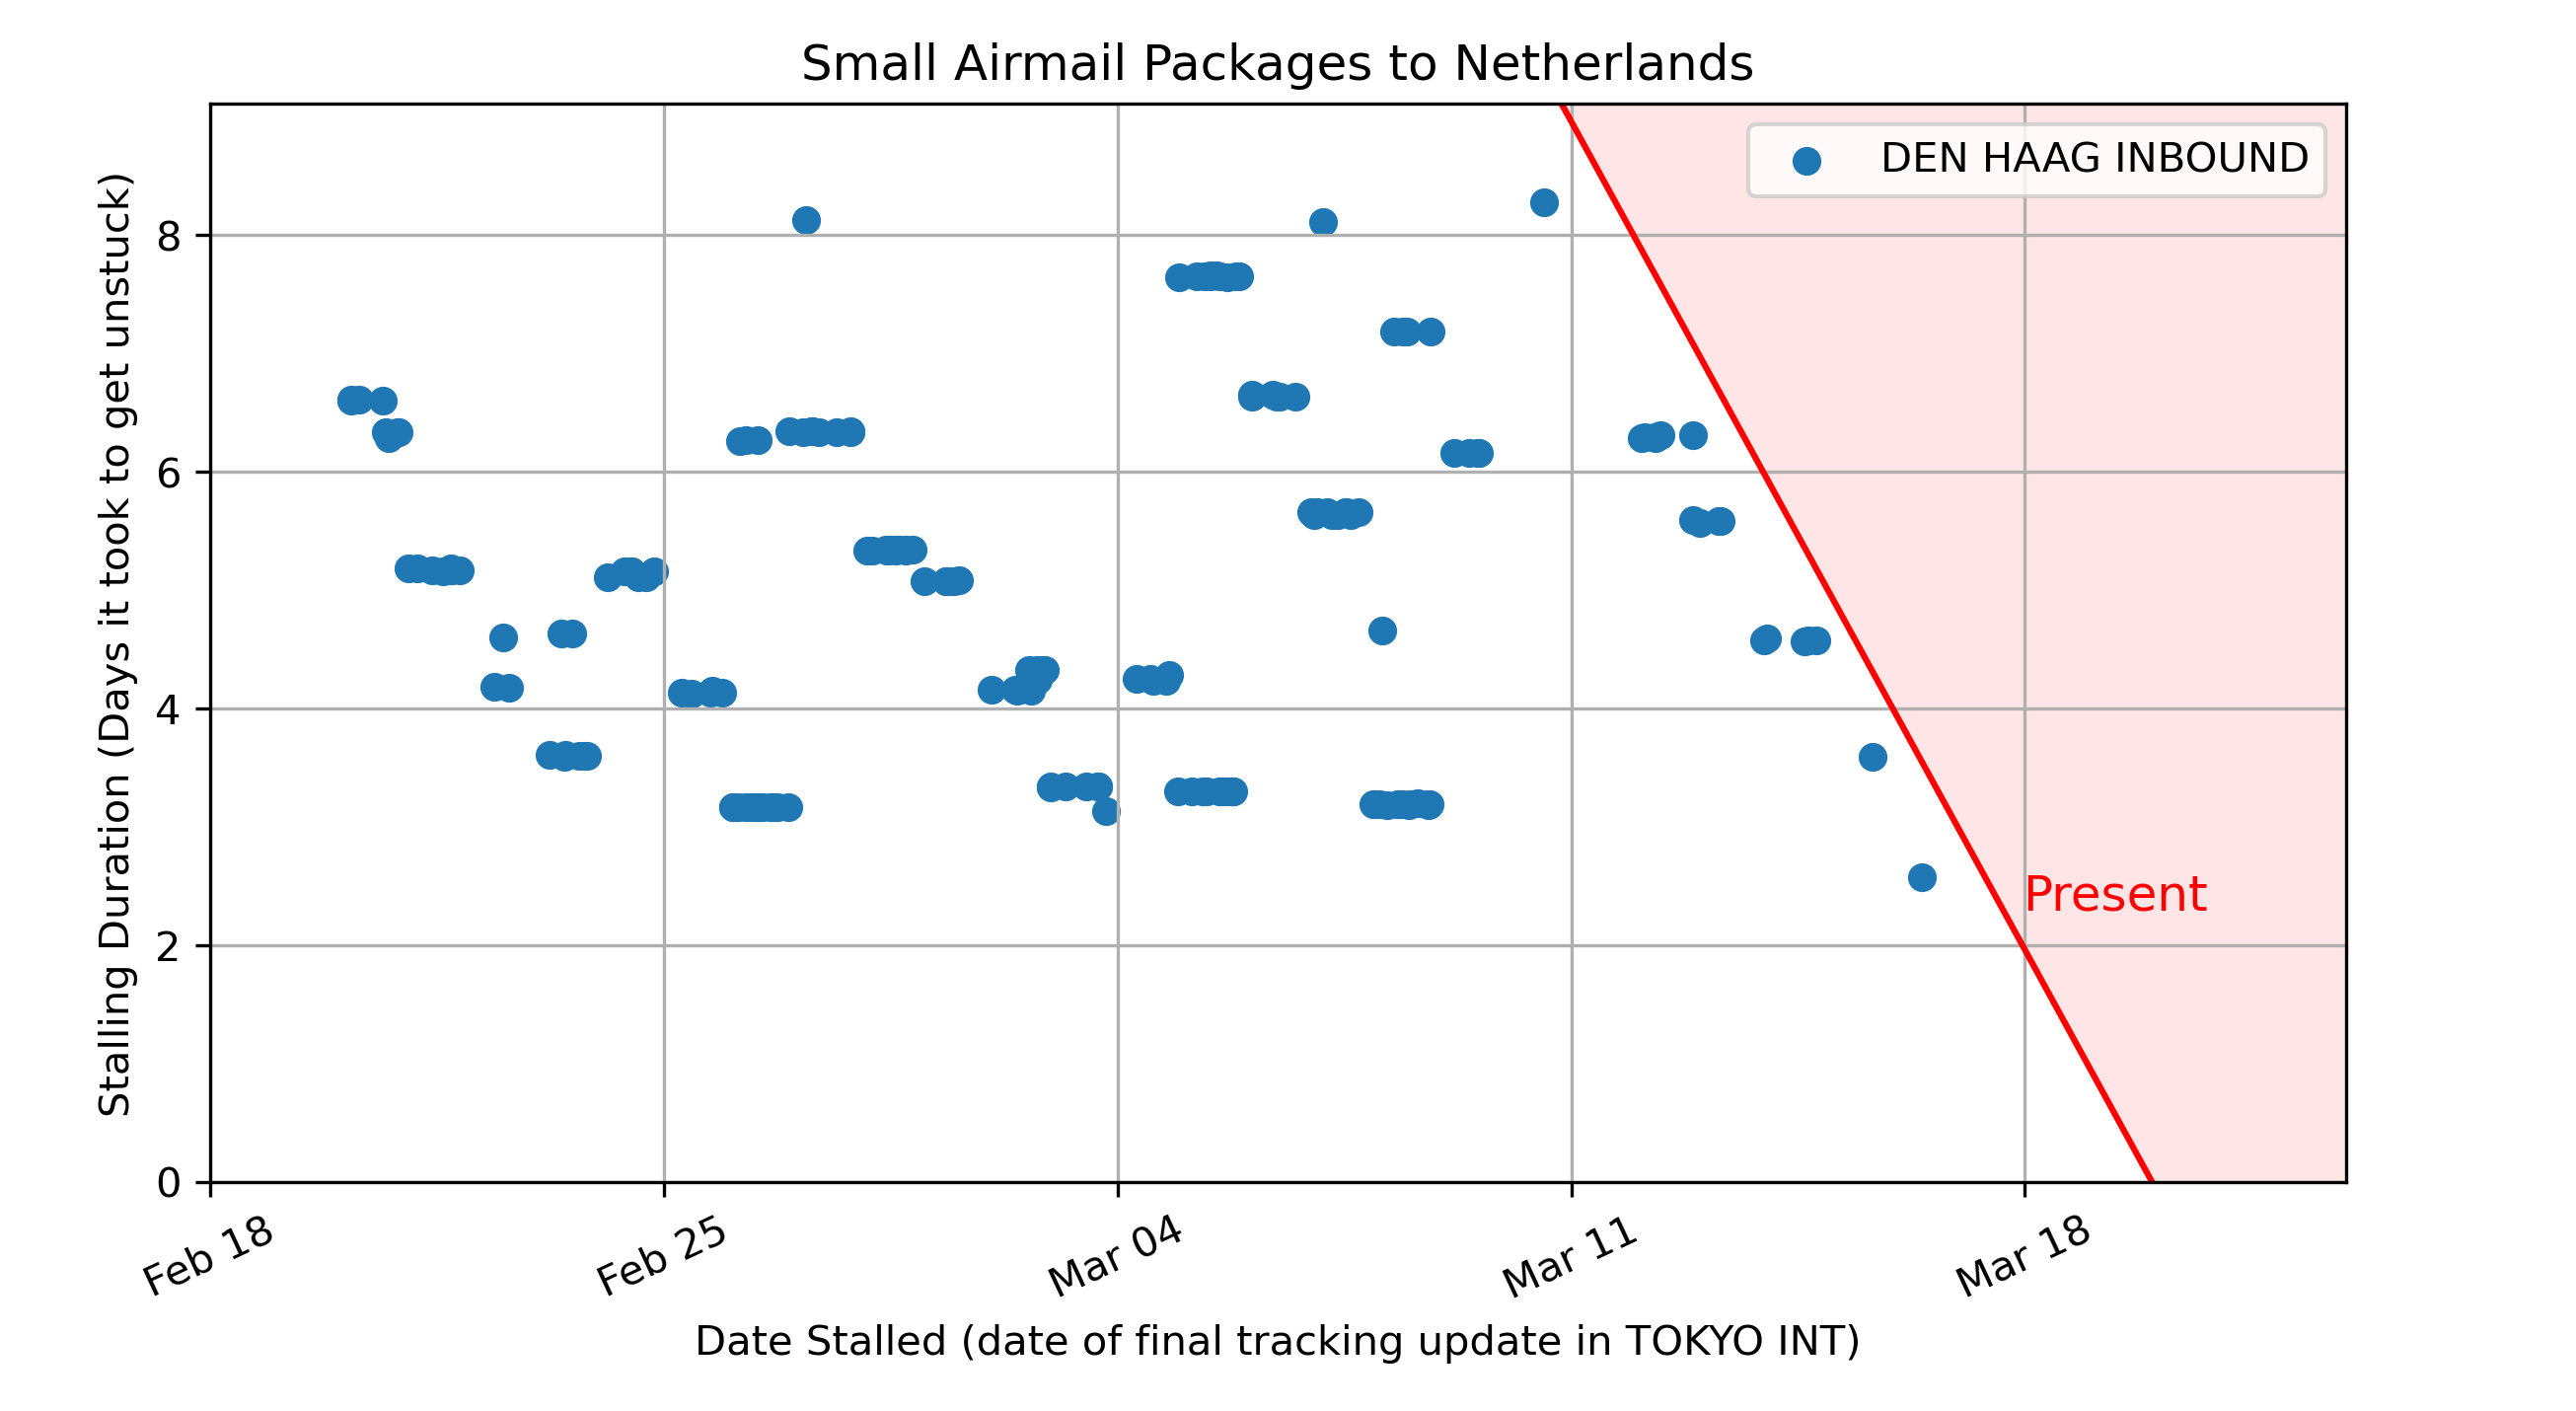 Small Airmail Packages to Netherlands
DEN HAAG INBOUND
Stalling Duration (Days it took to get unstuck)
8
6
4
2
0
Present
Feb 18
Feb 25
Mar 04
Mar 11
Mar 18
Date Stalled (date of final tracking update in TOKYO INT)